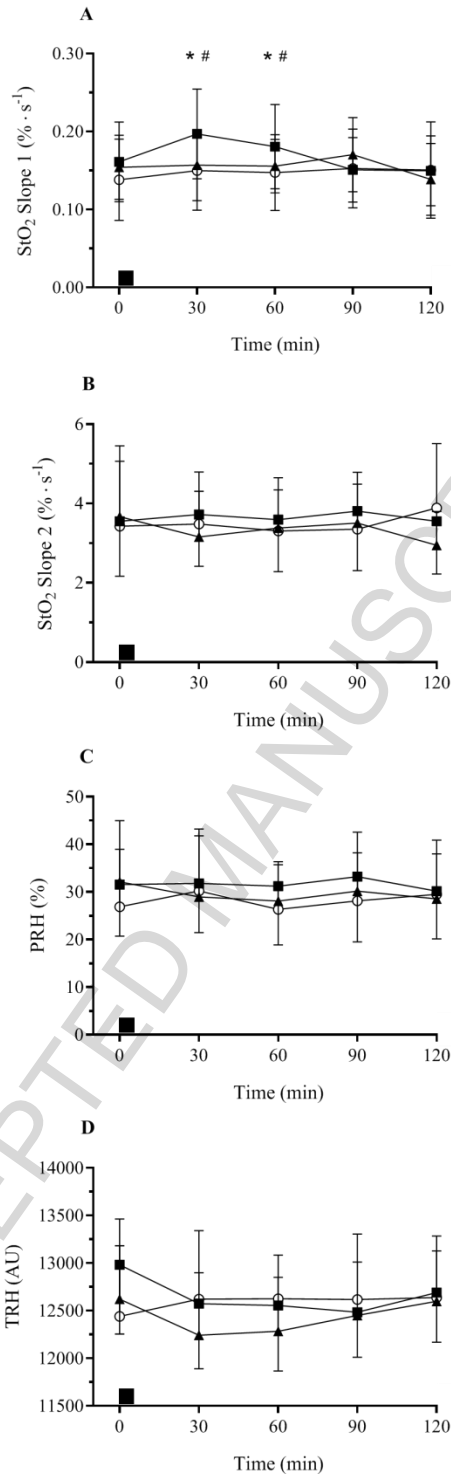 A
* # * #
0.30
0.20
0.10
0.00
StO₂ Slope 1 (% · s⁻¹)
0 30 60 90 120
Time (min)
B
6
4
2
0
StO₂ Slope 2 (% · s⁻¹)
0 30 60 90 120
Time (min)
C
50
40
30
20
10
0
PRH (%)
0 30 60 90 120
Time (min)
D
14000
13500
13000
12500
12000
11500
TRH (AU)
0 30 60 90 120
Time (min)
EPTED MANUSC